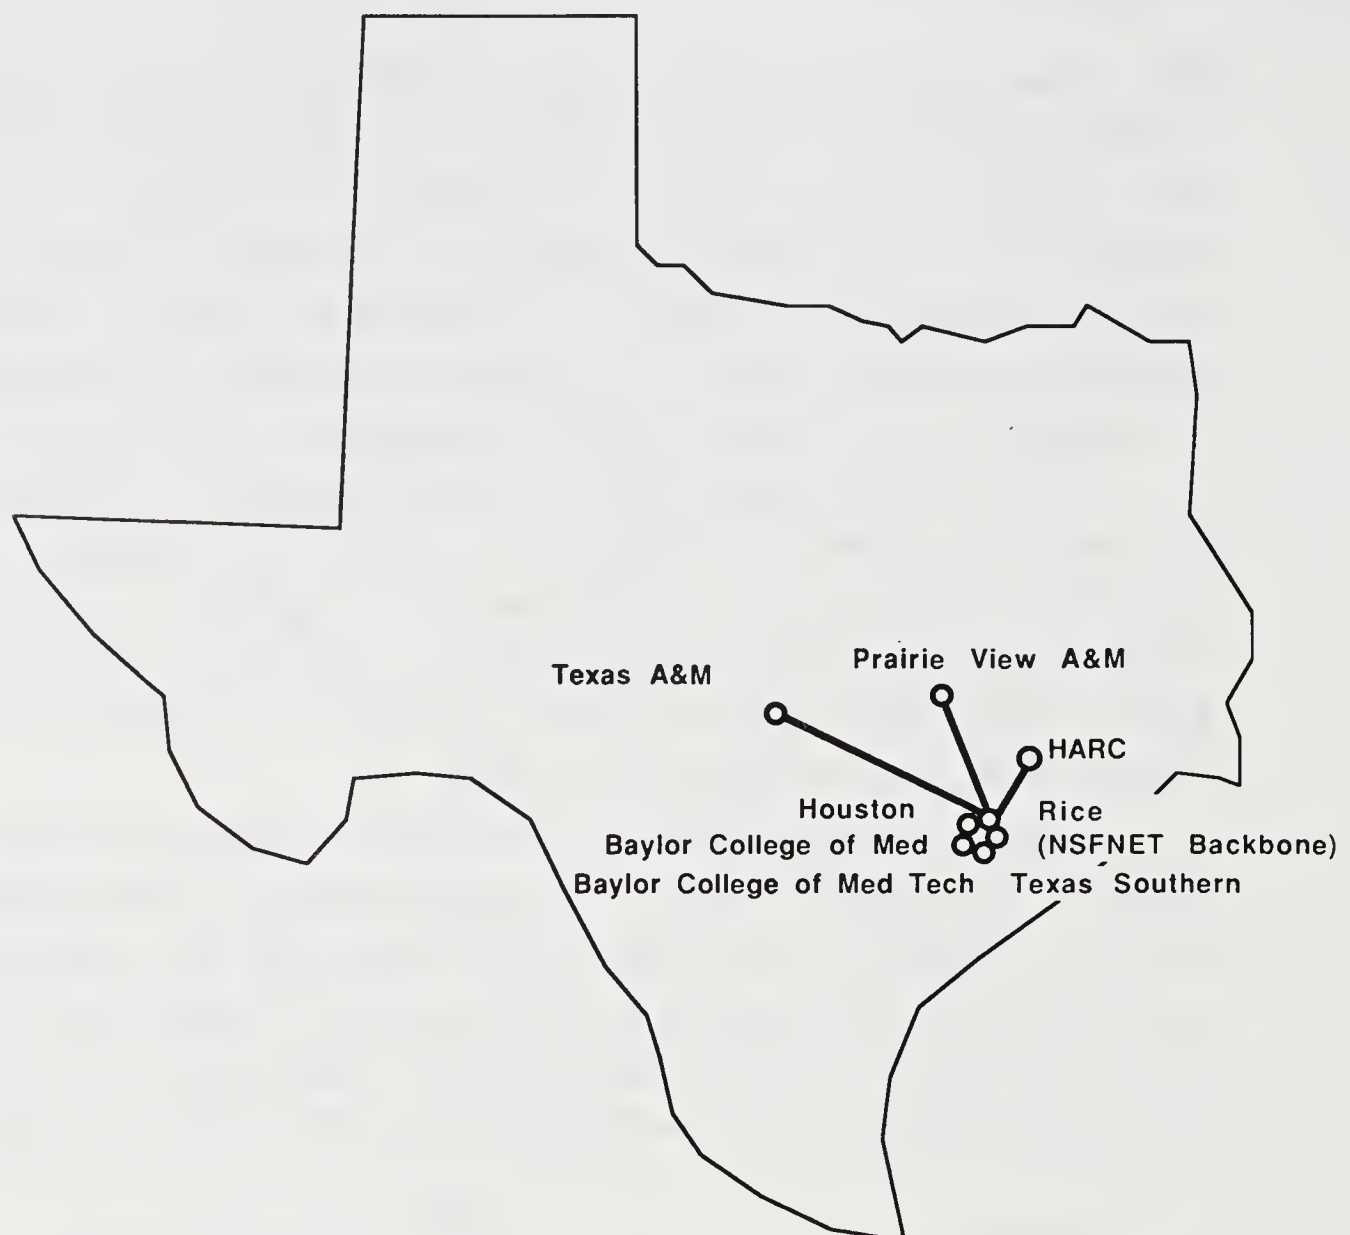 Prairie View A&M
Texas A&M
HARC
Houston
Rice
Baylor College of Med
(NSFNET Backbone)
Baylor College of Med Tech
Texas Southern